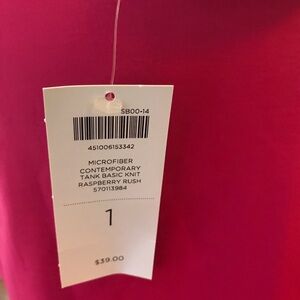 SB00-14
451006153342
MICROFIBER
CONTEMPORARY
TANK BASIC KNIT
RASPBERRY RUSH
570113984
1
$39.00